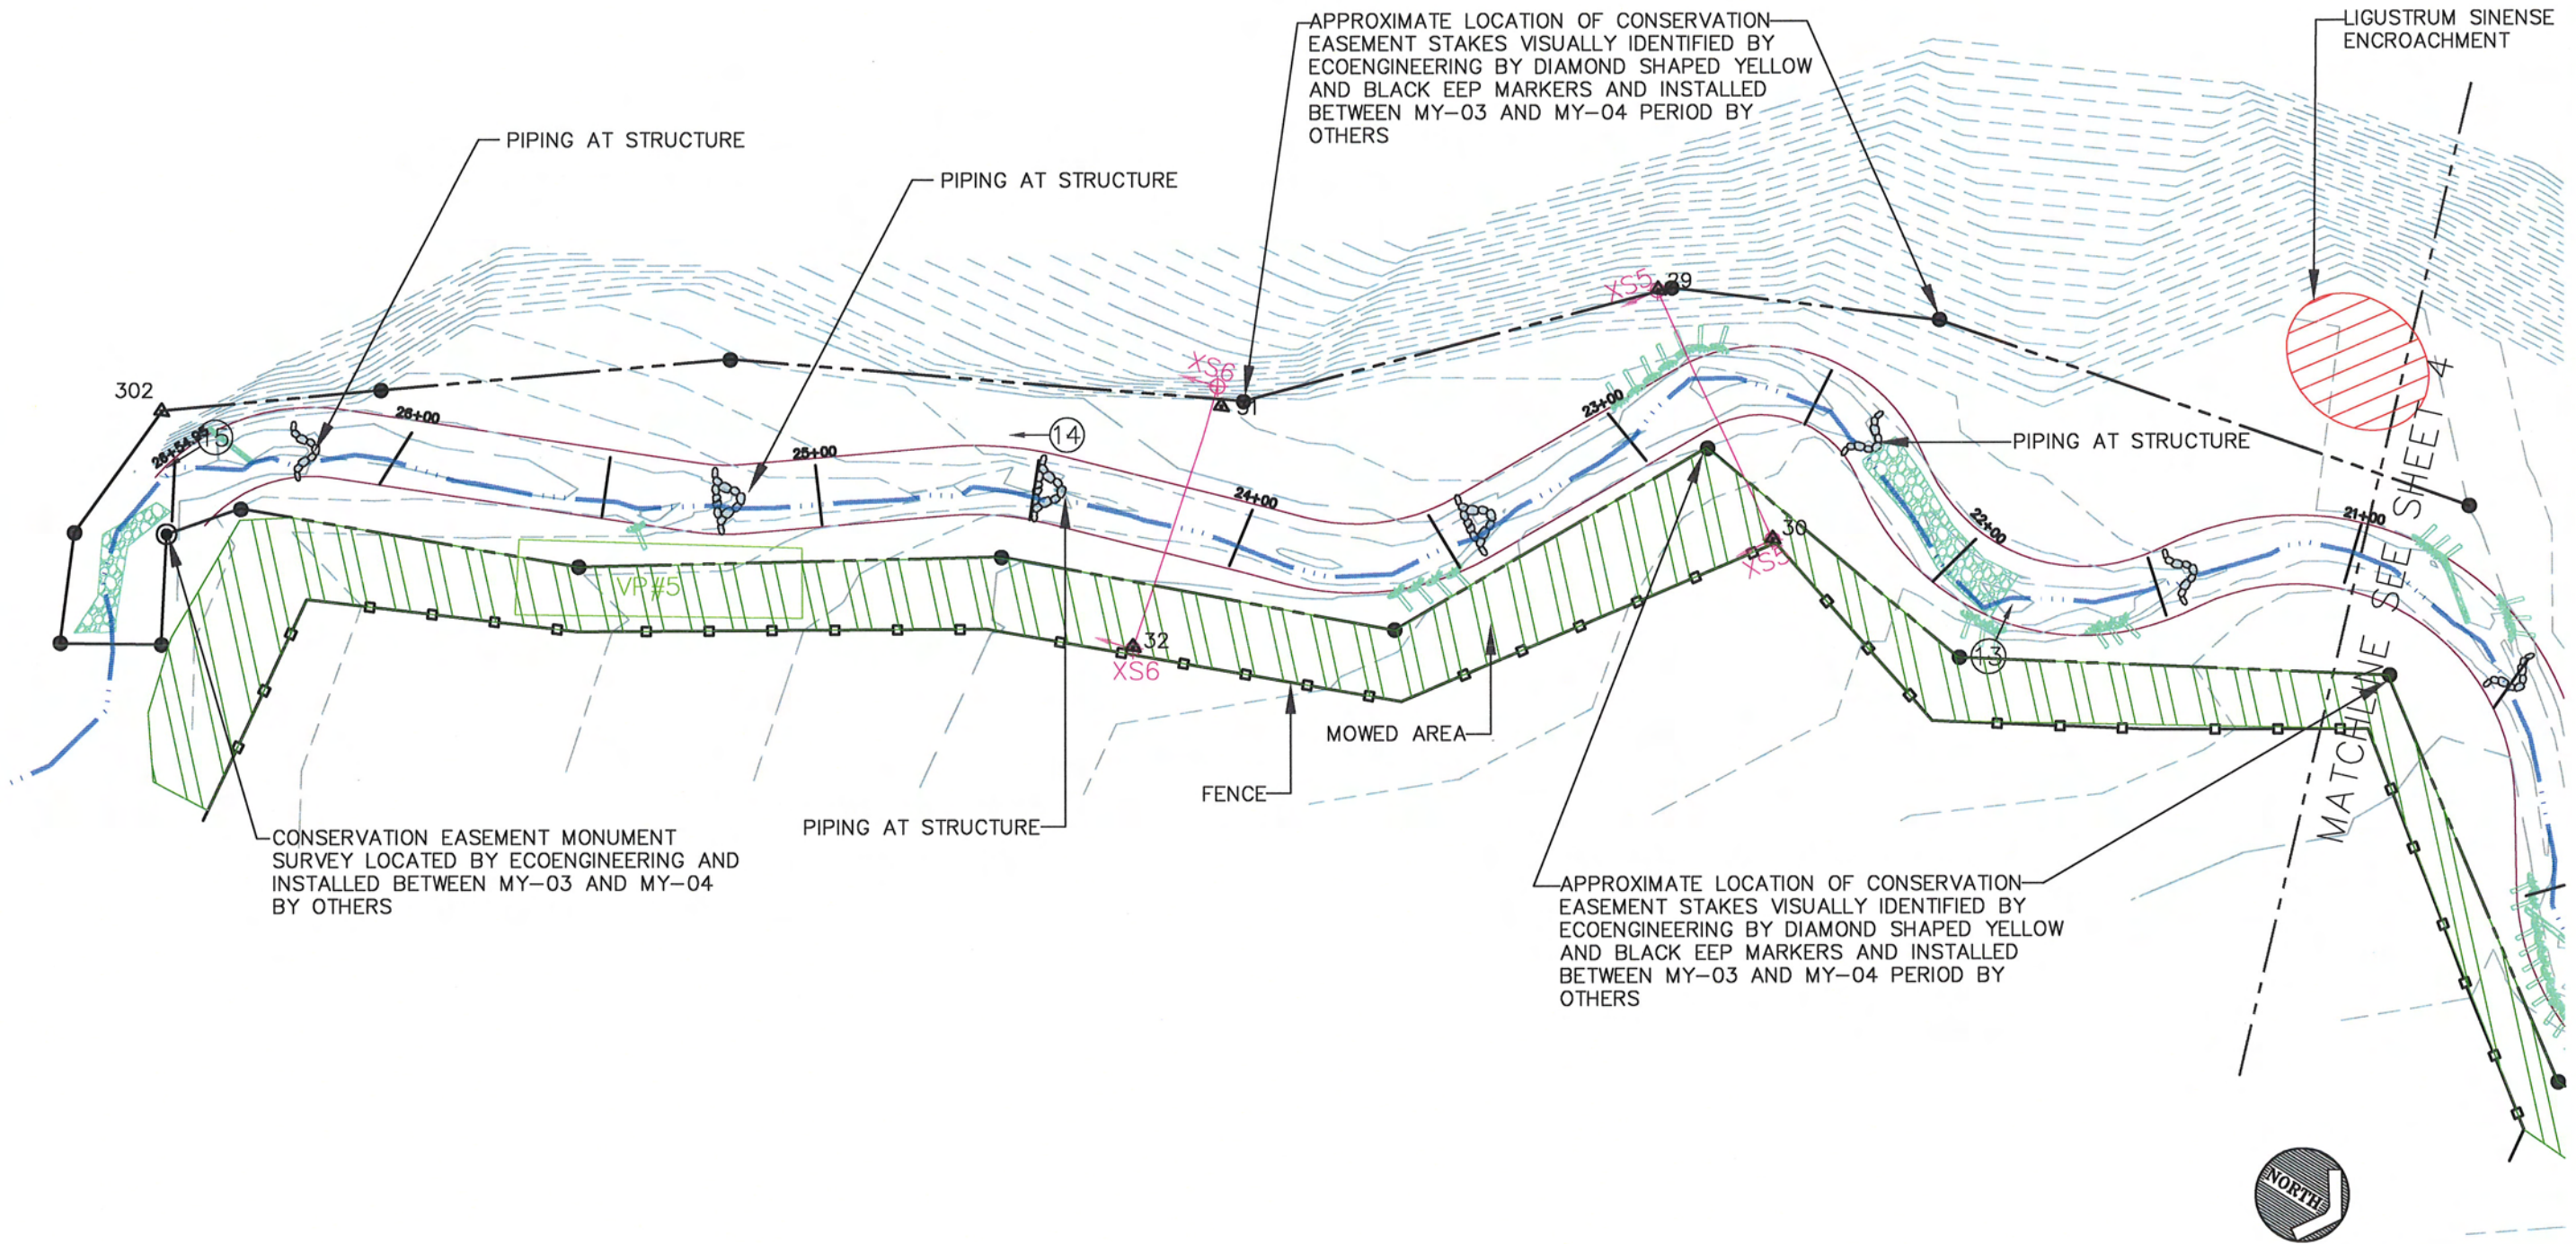 APPROXIMATE LOCATION OF CONSERVATION
EASEMENT STAKES VISUALLY IDENTIFIED BY
ECOENGINEERING BY DIAMOND SHAPED YELLOW
AND BLACK EEP MARKERS AND INSTALLED
BETWEEN MY-03 AND MY-04 PERIOD BY
OTHERS
LIGUSTRUM SINENSE
ENCROACHMENT
PIPING AT STRUCTURE
PIPING AT STRUCTURE
XS5
XS6
302
26+00
23+00
15
14
25+00
PIPING AT STRUCTURE
24+00
22+00
21+00
30
XS5
VP#5
32
XS6
13
MATCHLINE SEE SHEET 4
MOWED AREA
FENCE
PIPING AT STRUCTURE
CONSERVATION EASEMENT MONUMENT
SURVEY LOCATED BY ECOENGINEERING AND
INSTALLED BETWEEN MY-03 AND MY-04
BY OTHERS
APPROXIMATE LOCATION OF CONSERVATION
EASEMENT STAKES VISUALLY IDENTIFIED BY
ECOENGINEERING BY DIAMOND SHAPED YELLOW
AND BLACK EEP MARKERS AND INSTALLED
BETWEEN MY-03 AND MY-04 PERIOD BY
OTHERS
NORTH